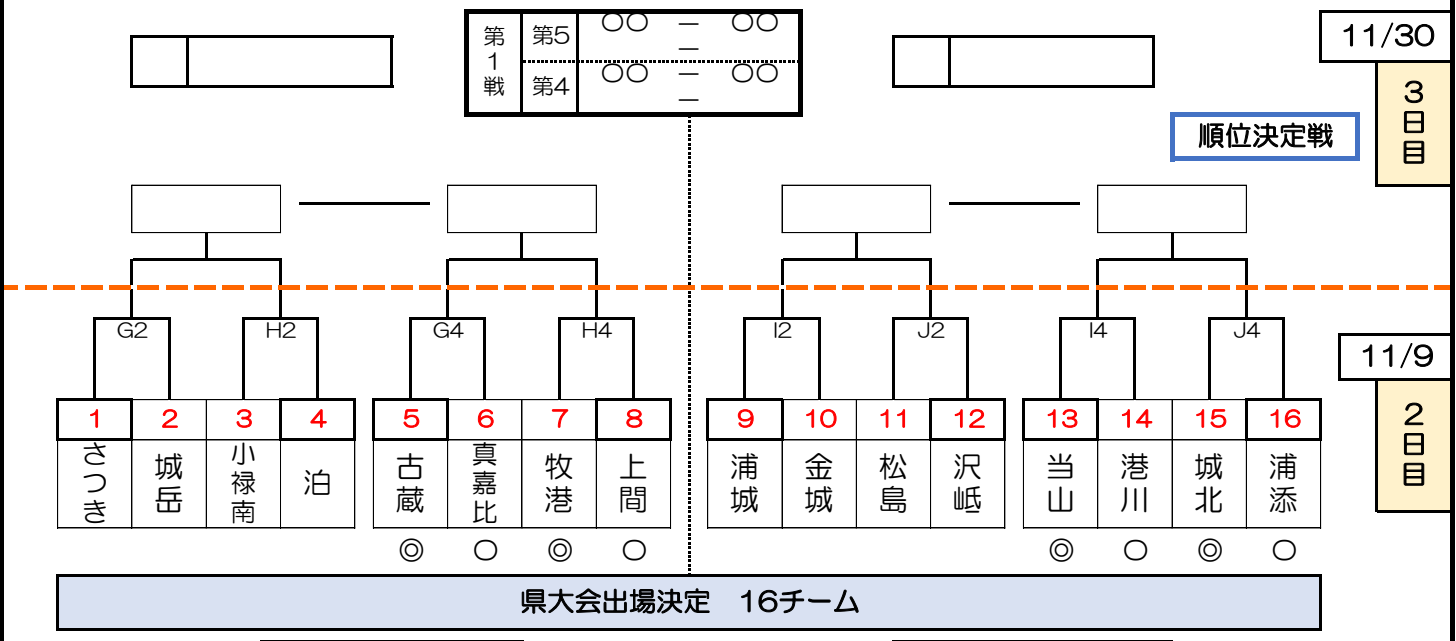 第1戦
第5 〇〇 ― 〇〇
―
第4 〇〇 ― 〇〇
―
11/30
3日目
順位決定戦
G2 H2 G4 H4 I2 J2 I4 J4
11/9
2日目
1 2 3 4 5 6 7 8 9 10 11 12 13 14 15 16
さつき 城岳 小禄南 泊 古蔵 真嘉比 牧港 上間 浦城 金城 松島 沢岻 当山 港川 城北 浦添
◎ 〇 ◎ 〇 ◎ 〇 ◎ 〇
県大会出場決定 16チーム